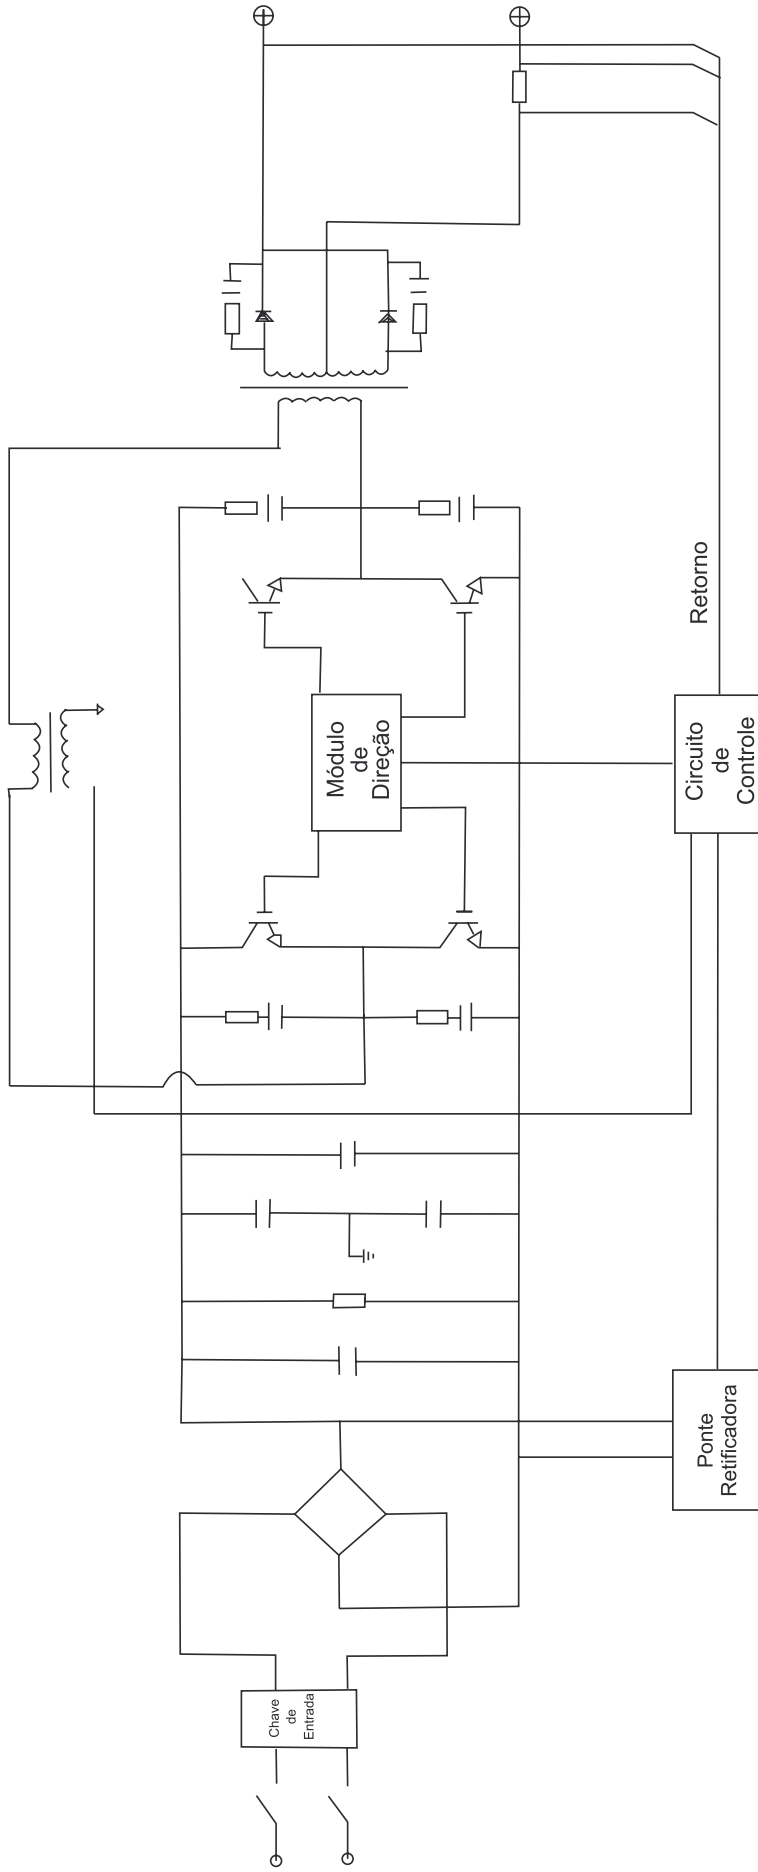 Retorno
Módulo
de
Direção
Circuito
de
Controle
Ponte
Retificadora
Chave
de
Entrada